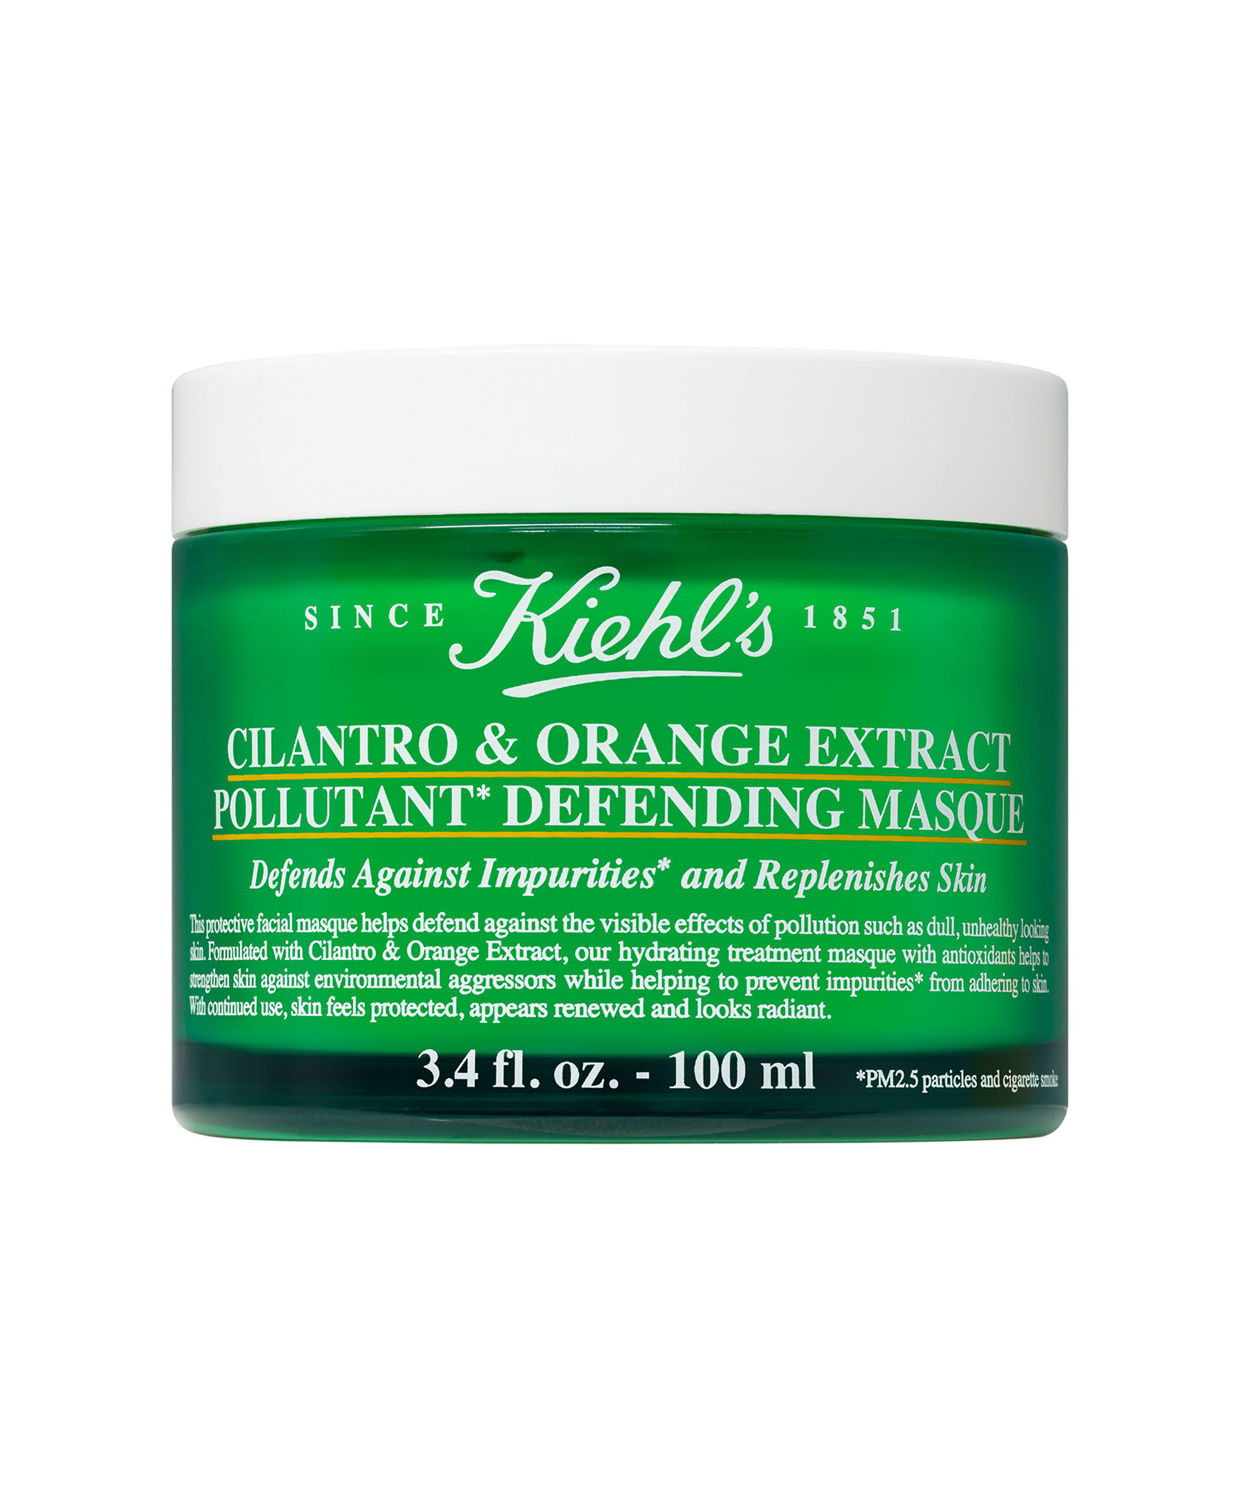 SINCE Kiehl's 1851
CILANTRO & ORANGE EXTRACT
POLLUTANT* DEFENDING MASQUE
Defends Against Impurities* and Replenishes Skin
This protective facial masque helps defend against the visible effects of pollution such as dull, unhealthy looking
skin. Formulated with Cilantro & Orange Extract, our hydrating treatment masque with antioxidants helps to
strengthen skin against environmental aggressors while helping to prevent impurities* from adhering to skin.
With continued use, skin feels protected, appears renewed and looks radiant.
3.4 fl. oz. - 100 ml
*PM2.5 particles and cigarette smoke